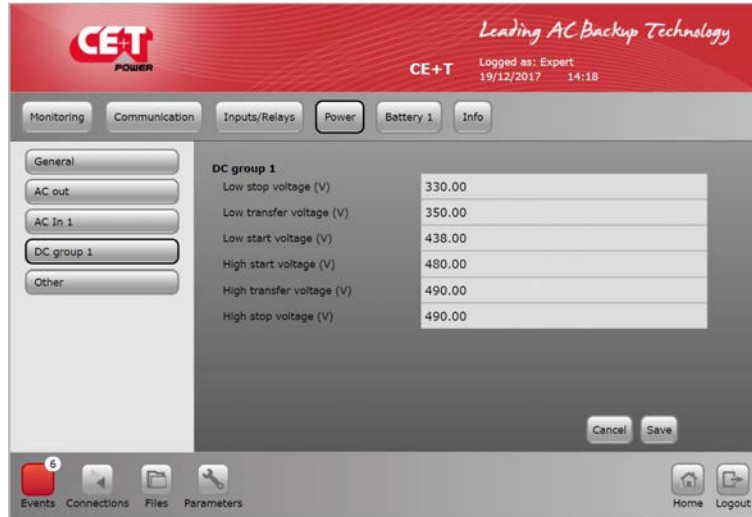 CE+T
POWER
Leading AC Backup Technology
CE+T
Logged as: Expert
19/12/2017 14:18
Monitoring Communication Inputs/Relays Power Battery 1 Info
General
AC out
AC In 1
DC group 1
Other
DC group 1
Low stop voltage (V) 330.00
Low transfer voltage (V) 350.00
Low start voltage (V) 438.00
High start voltage (V) 480.00
High transfer voltage (V) 490.00
High stop voltage (V) 490.00
Cancel Save
6
Events Connections Files Parameters Home Logout